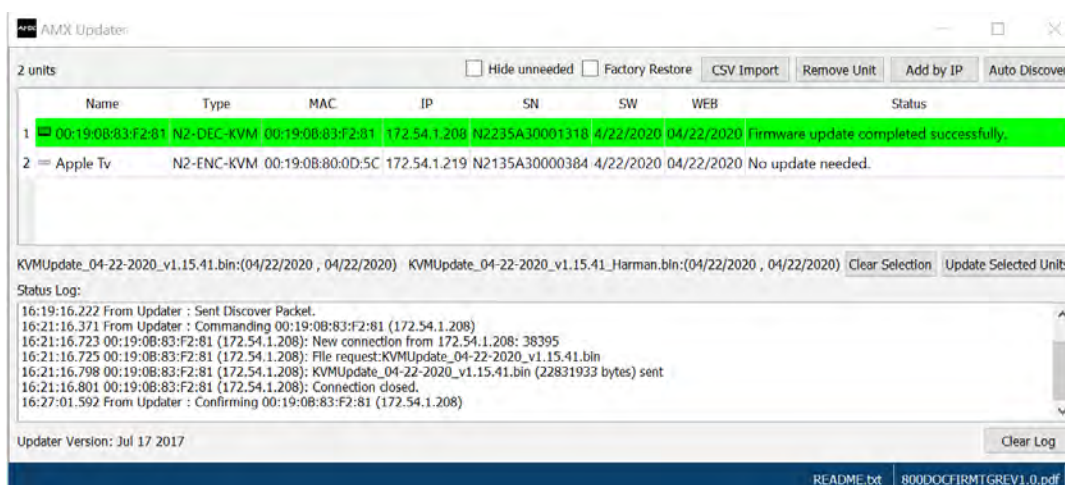 AMX AMX Updater
2 units Hide unneeded Factory Restore CSV Import Remove Unit Add by IP Auto Discover
Name Type MAC IP SN SW WEB Status
1 00:19:0B:83:F2:81 N2-DEC-KVM 00:19:0B:83:F2:81 172.54.1.208 N2235A30001318 4/22/2020 04/22/2020 Firmware update completed successfully.
2 Apple Tv N2-ENC-KVM 00:19:0B:80:0D:5C 172.54.1.219 N2135A30000384 4/22/2020 04/22/2020 No update needed.
KVMUpdate_04-22-2020_v1.15.41.bin:(04/22/2020 , 04/22/2020) KVMUpdate_04-22-2020_v1.15.41_Harman.bin:(04/22/2020 , 04/22/2020) Clear Selection Update Selected Units
Status Log:
16:19:16.222 From Updater : Sent Discover Packet.
16:21:16.371 From Updater : Commanding 00:19:0B:83:F2:81 (172.54.1.208)
16:21:16.723 00:19:0B:83:F2:81 (172.54.1.208): New connection from 172.54.1.208: 38395
16:21:16.725 00:19:0B:83:F2:81 (172.54.1.208): File request:KVMUpdate_04-22-2020_v1.15.41.bin
16:21:16.798 00:19:0B:83:F2:81 (172.54.1.208): KVMUpdate_04-22-2020_v1.15.41.bin (22831933 bytes) sent
16:21:16.801 00:19:0B:83:F2:81 (172.54.1.208): Connection closed.
16:27:01.592 From Updater : Confirming 00:19:0B:83:F2:81 (172.54.1.208)
Updater Version: Jul 17 2017 Clear Log
README.txt 800DOCFIRMTGREV1.0.pdf